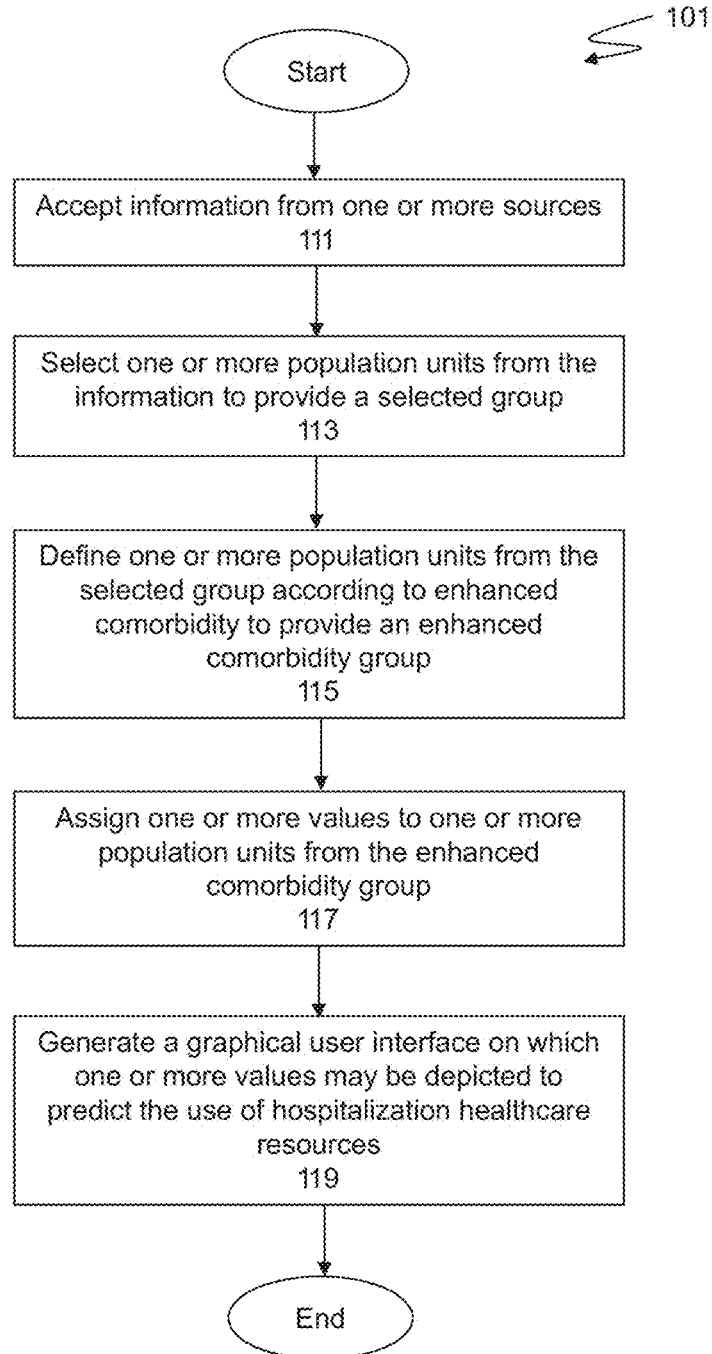 101
Start
Accept information from one or more sources
111
Select one or more population units from the
information to provide a selected group
113
Define one or more population units from the
selected group according to enhanced
comorbidity to provide an enhanced
comorbidity group
115
Assign one or more values to one or more
population units from the enhanced
comorbidity group
117
Generate a graphical user interface on which
one or more values may be depicted to
predict the use of hospitalization healthcare
resources
119
End